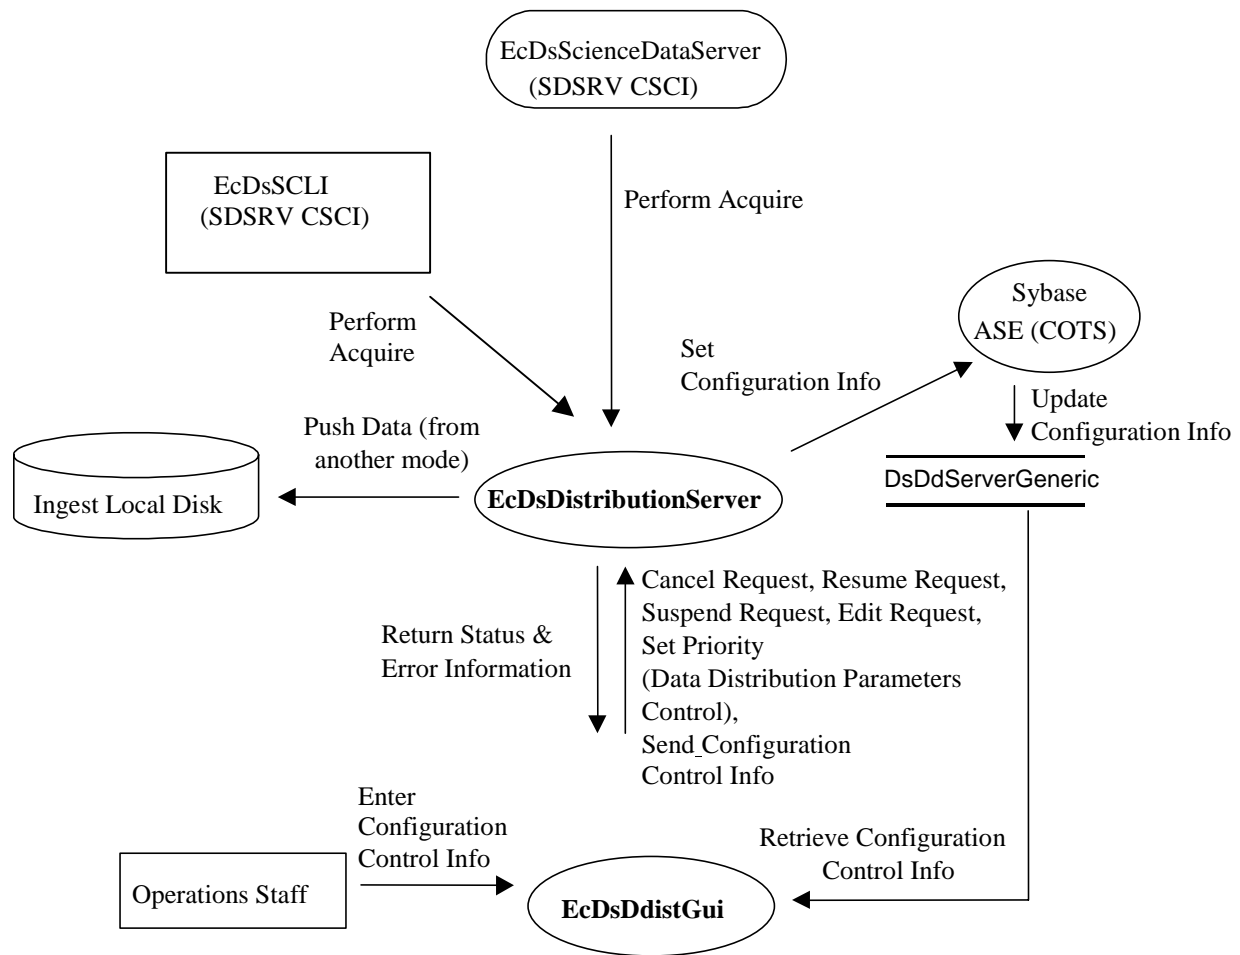 EcDsScienceDataServer
(SDSRV CSCI)
EcDsSCLI
(SDSRV CSCI)
Perform Acquire
Perform
Acquire
Sybase
ASE (COTS)
Set
Configuration Info
Update
Configuration Info
Push Data (from
another mode)
Ingest Local Disk
EcDsDistributionServer
DsDdServerGeneric
Return Status &
Error Information
Cancel Request, Resume Request,
Suspend Request, Edit Request,
Set Priority
(Data Distribution Parameters
Control),
Send Configuration
Control Info
Enter
Configuration
Control Info
Retrieve Configuration
Control Info
Operations Staff
EcDsDdistGui